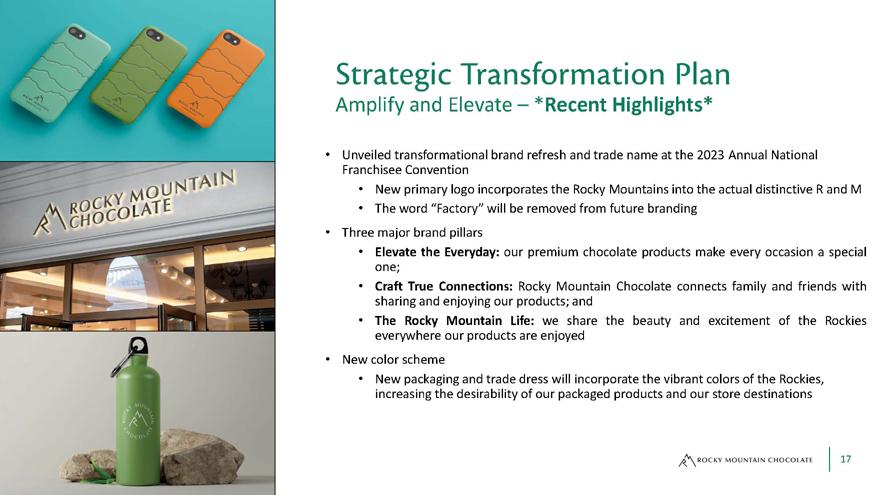 Strategic Transformation Plan
Amplify and Elevate – *Recent Highlights*
• Unveiled transformational brand refresh and trade name at the 2023 Annual National
Franchisee Convention
• New primary logo incorporates the Rocky Mountains into the actual distinctive R and M
• The word “Factory” will be removed from future branding
• Three major brand pillars
• Elevate the Everyday: our premium chocolate products make every occasion a special
one;
• Craft True Connections: Rocky Mountain Chocolate connects family and friends with
sharing and enjoying our products; and
• The Rocky Mountain Life: we share the beauty and excitement of the Rockies
everywhere our products are enjoyed
• New color scheme
• New packaging and trade dress will incorporate the vibrant colors of the Rockies,
increasing the desirability of our packaged products and our store destinations
ROCKY MOUNTAIN
CHOCOLATE
ROCKY MOUNTAIN
CHOCOLATE
ROCKY MOUNTAIN CHOCOLATE
17